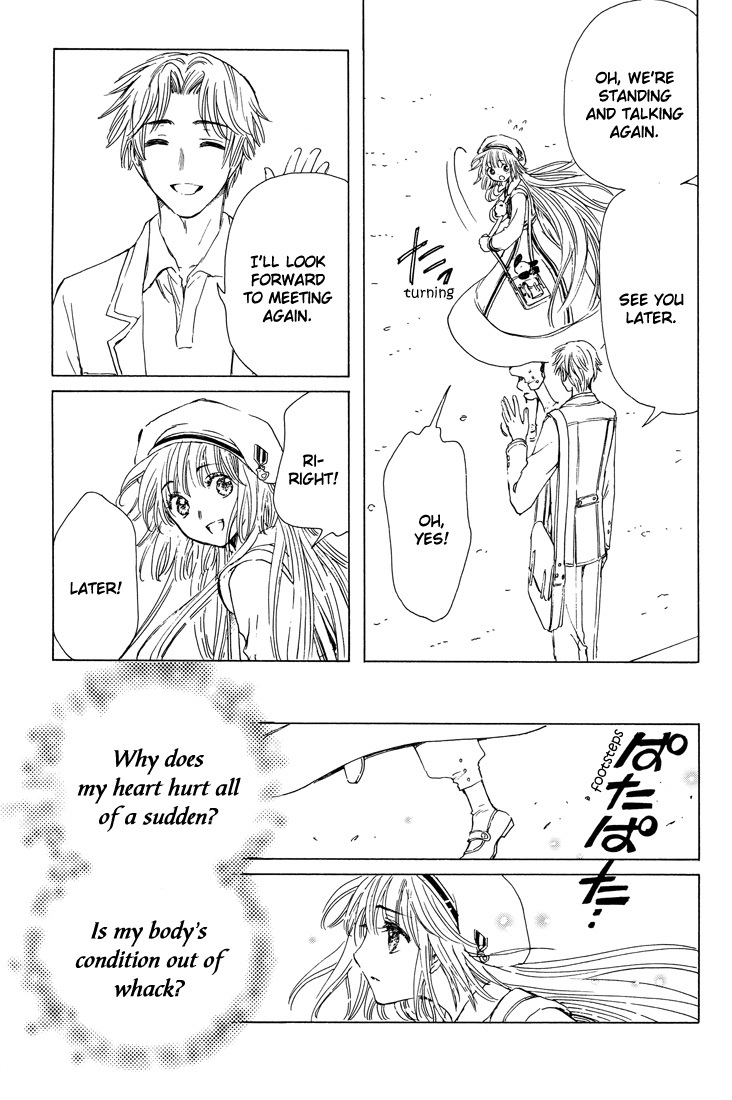 OH, WE'RE
STANDING
AND TALKING
AGAIN.
SEE YOU
LATER.
turning
OH,
YES!
I'LL LOOK
FORWARD
TO MEETING
AGAIN.
RI-
RIGHT!
LATER!
ぱたぱた…
footsteps
Why does
my heart hurt all
of a sudden?
Is my body's
condition out of
whack?